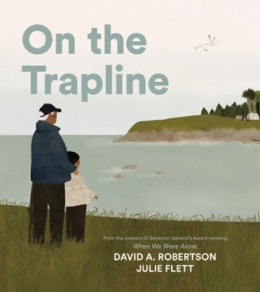 On the
Trapline
From the creators of Governor General's Award-winning
When We Were Alone
DAVID A. ROBERTSON
JULIE FLETT